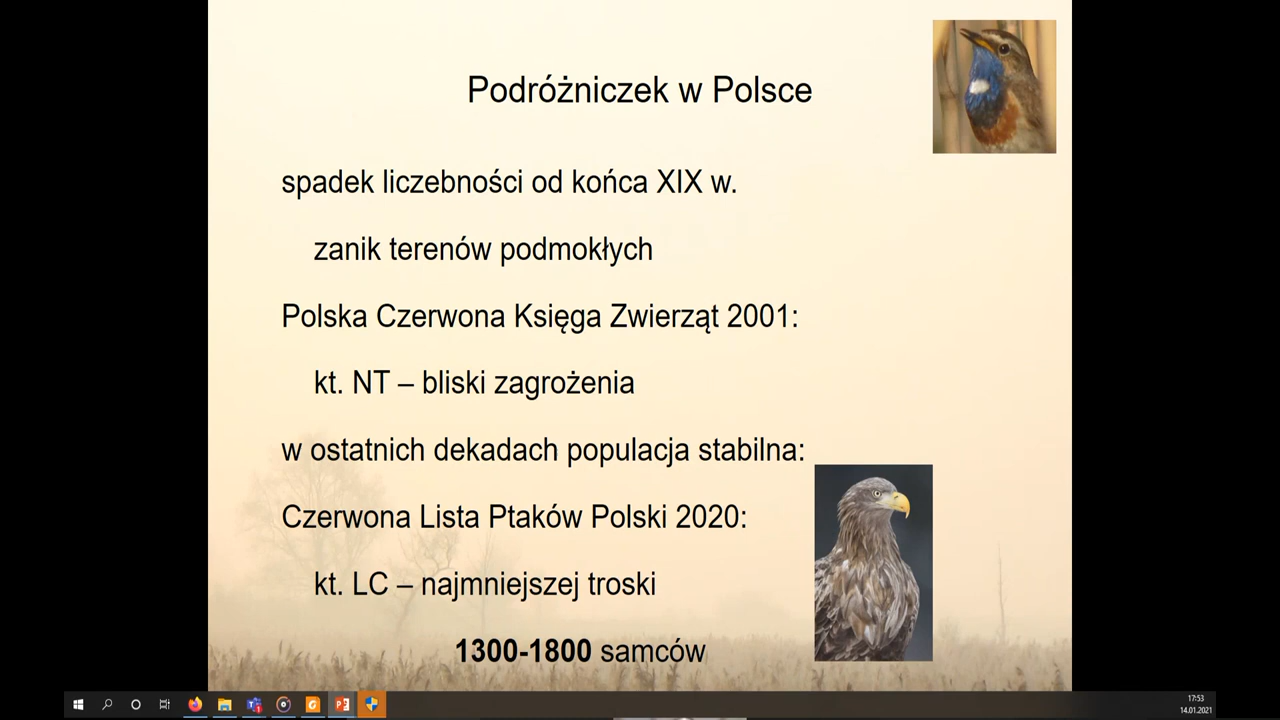 Podróżniczek w Polsce
spadek liczebności od końca XIX w.
zanik terenów podmokłych
Polska Czerwona Księga Zwierząt 2001:
kt. NT – bliski zagrożenia
w ostatnich dekadach populacja stabilna:
Czerwona Lista Ptaków Polski 2020:
kt. LC – najmniejszej troski
1300-1800 samców
17:53
14.01.2021